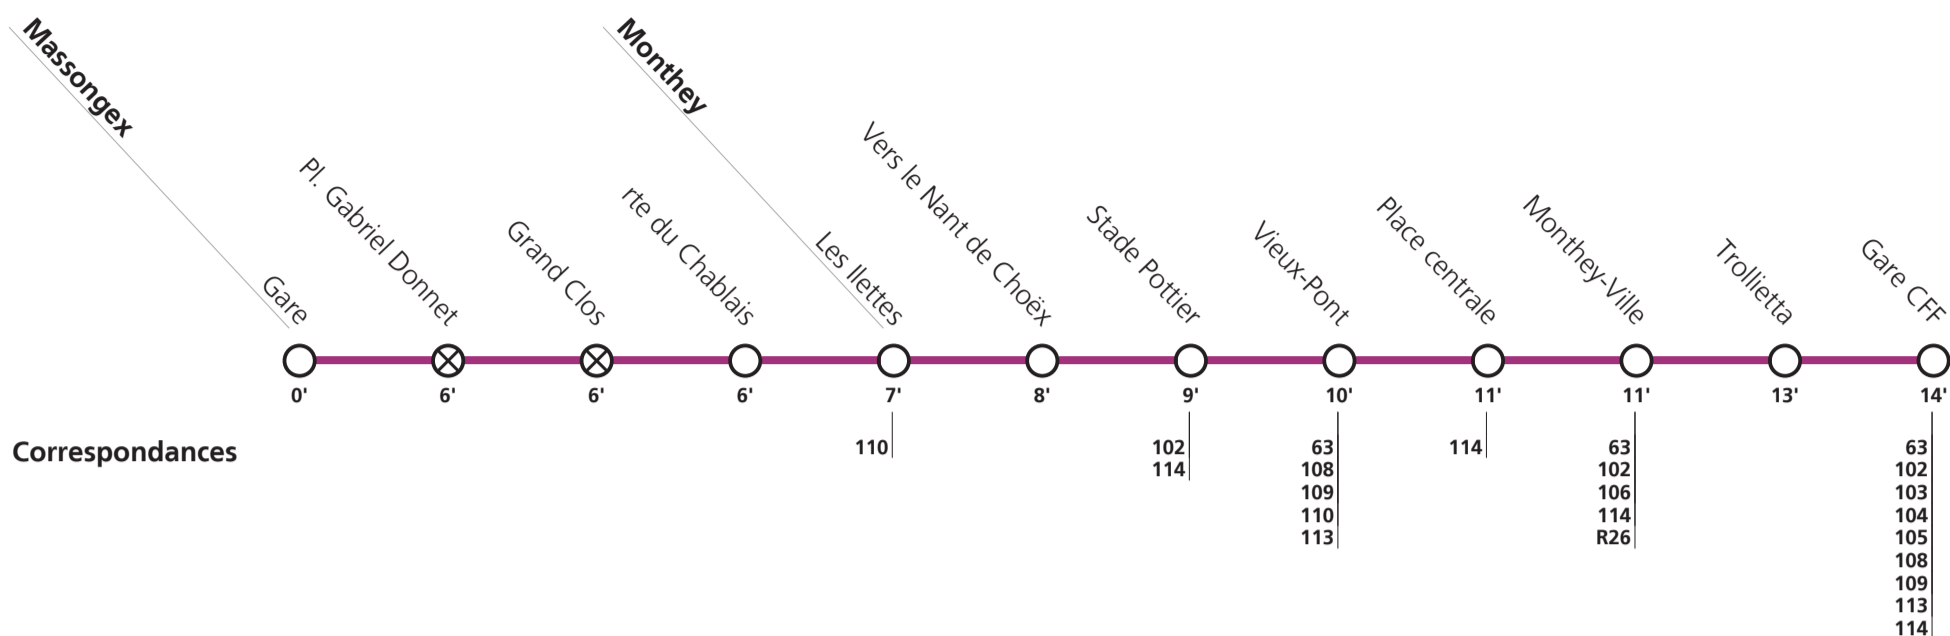 Massongex
Gare
Pl. Gabriel Donnet
Grand Clos
rte du Chablais
Monthey
Les Ilettes
Vers le Nant de Choëx
Stade Pottier
Vieux-Pont
Place centrale
Monthey-Ville
Trollietta
Gare CFF
0' 6' 6' 6' 7' 8' 9' 10' 11' 11' 13' 14'
Correspondances
110
102
114
63
108
109
110
113
114
63
102
106
114
R26
63
102
103
104
105
108
109
113
114